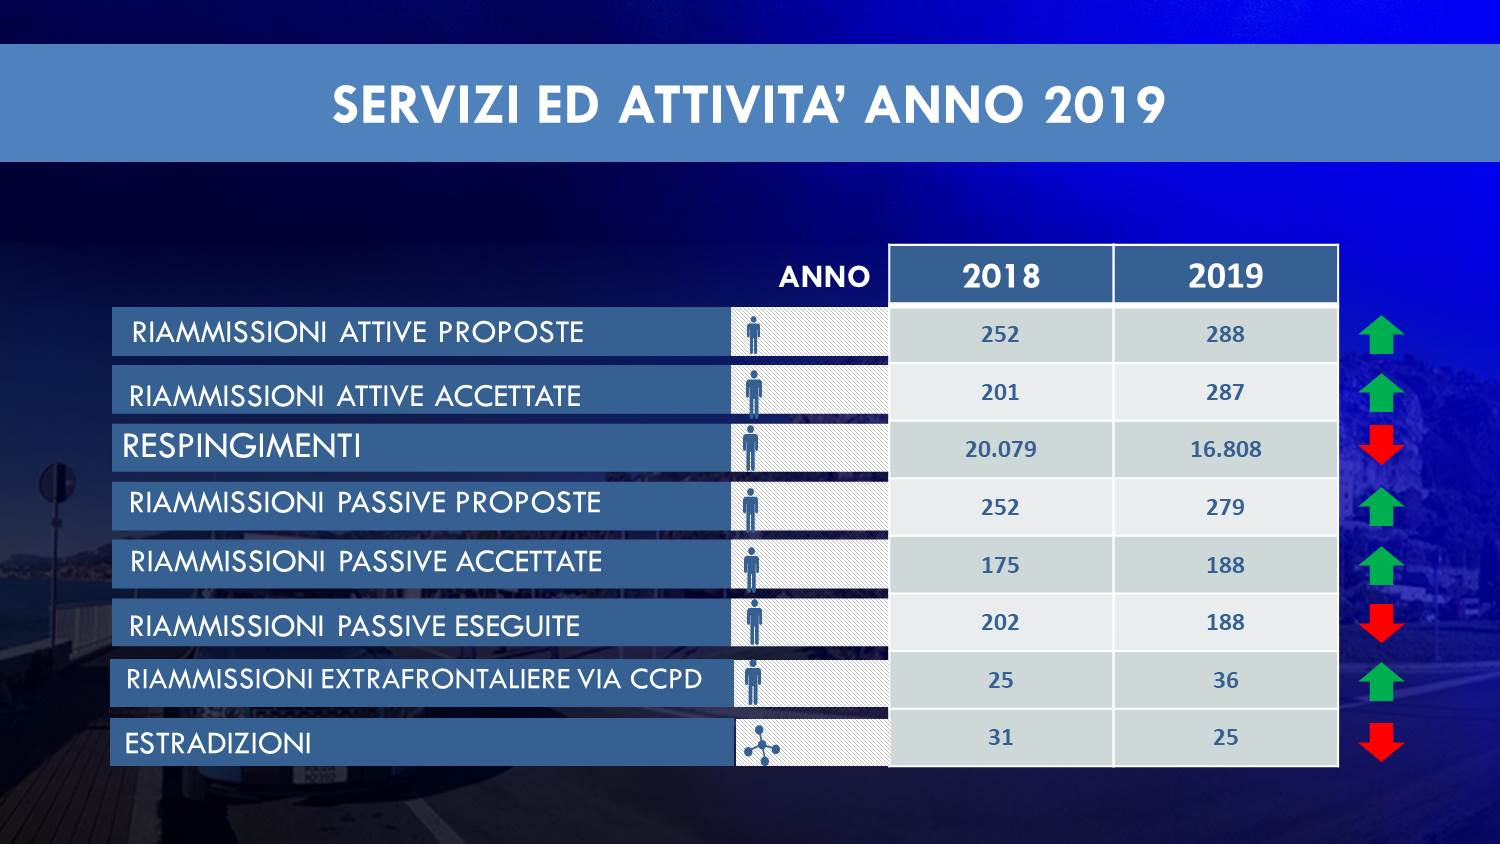 SERVIZI ED ATTIVITA’ ANNO 2019
ANNO 2018 2019
RIAMMISSIONI ATTIVE PROPOSTE 252 288
RIAMMISSIONI ATTIVE ACCETTATE 201 287
RESPINGIMENTI 20.079 16.808
RIAMMISSIONI PASSIVE PROPOSTE 252 279
RIAMMISSIONI PASSIVE ACCETTATE 175 188
RIAMMISSIONI PASSIVE ESEGUITE 202 188
RIAMMISSIONI EXTRAFRONTALIERE VIA CCPD 25 36
ESTRADIZIONI 31 25